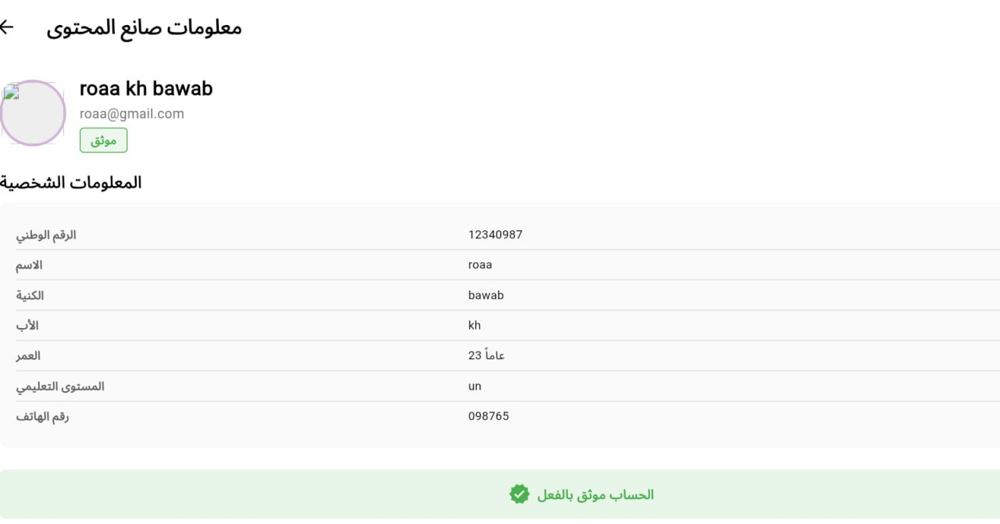 معلومات صانع المحتوى
roaa kh bawab
roaa@gmail.com
موثق
المعلومات الشخصية
الرقم الوطني 12340987
الاسم roaa
الكنية bawab
الأب kh
العمر 23 عاماً
المستوى التعليمي un
رقم الهاتف 098765
الحساب موثق بالفعل